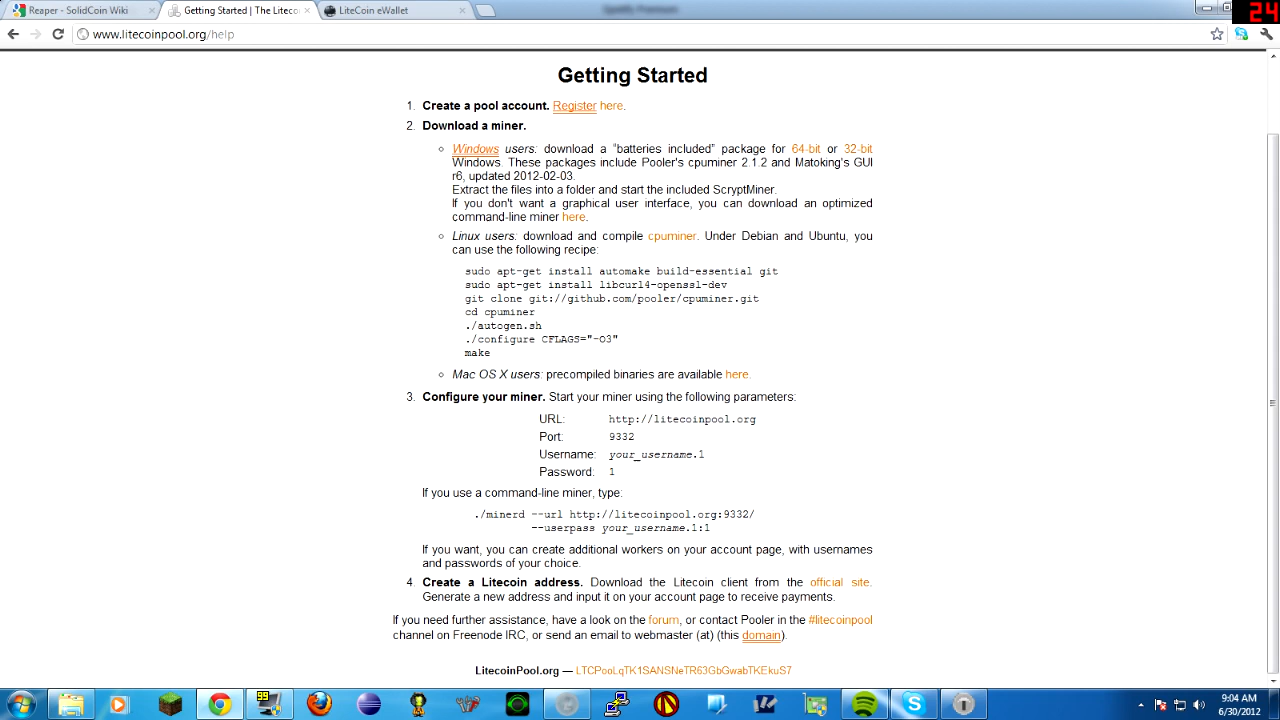 Reaper - SolidCoin Wiki
Getting Started | The Liteco
LiteCoin eWallet
Spotify Premium
24
www.litecoinpool.org/help
Getting Started
1. Create a pool account. Register here.
2. Download a miner.
Windows users: download a “batteries included” package for 64-bit or 32-bit
Windows. These packages include Pooler's cpuminer 2.1.2 and Matoking's GUI
r6, updated 2012-02-03.
Extract the files into a folder and start the included ScryptMiner.
If you don't want a graphical user interface, you can download an optimized
command-line miner here.
Linux users: download and compile cpuminer. Under Debian and Ubuntu, you
can use the following recipe:
sudo apt-get install automake build-essential git
sudo apt-get install libcurl4-openssl-dev
git clone git://github.com/pooler/cpuminer.git
cd cpuminer
./autogen.sh
./configure CFLAGS="-O3"
make
Mac OS X users: precompiled binaries are available here.
3. Configure your miner. Start your miner using the following parameters:
URL: http://litecoinpool.org
Port: 9332
Username: your_username.1
Password: 1
If you use a command-line miner, type:
./minerd --url http://litecoinpool.org:9332/
--userpass your_username.1:1
If you want, you can create additional workers on your account page, with usernames
and passwords of your choice.
4. Create a Litecoin address. Download the Litecoin client from the official site.
Generate a new address and input it on your account page to receive payments.
If you need further assistance, have a look on the forum, or contact Pooler in the #litecoinpool
channel on Freenode IRC, or send an email to webmaster (at) (this domain).
LitecoinPool.org — LTCPooLqTK1SANSNeTR63GbGwabTKEkuS7
99
9:04 AM
6/30/2012